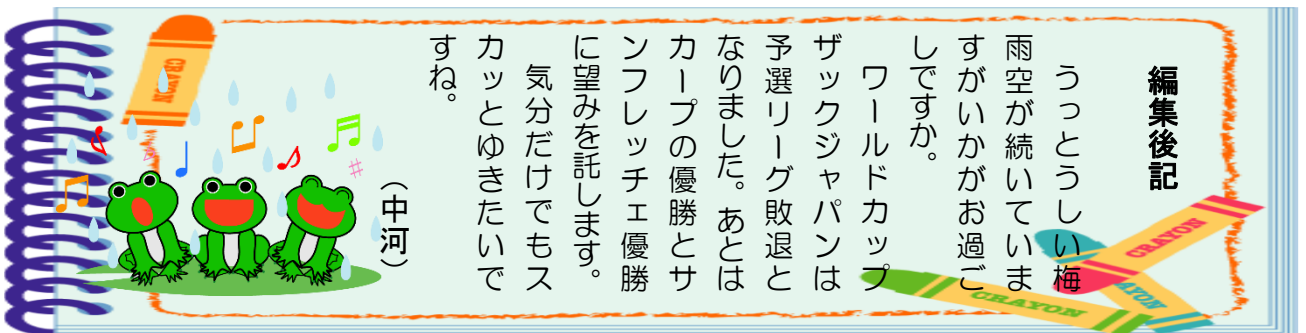 編集後記
うっとうしい梅
雨空が続いていま
すがいかがお過ご
しですか。
ワールドカップ
ザックジャパンは
予選リーグ敗退と
なりました。あとは
カープの優勝とサ
ンフレッチェ優勝
に望みを託します。
気分だけでもス
カッとゆきたいで
すね。
(中河)
CRAYON
CRAYON
AYON
CRAYON